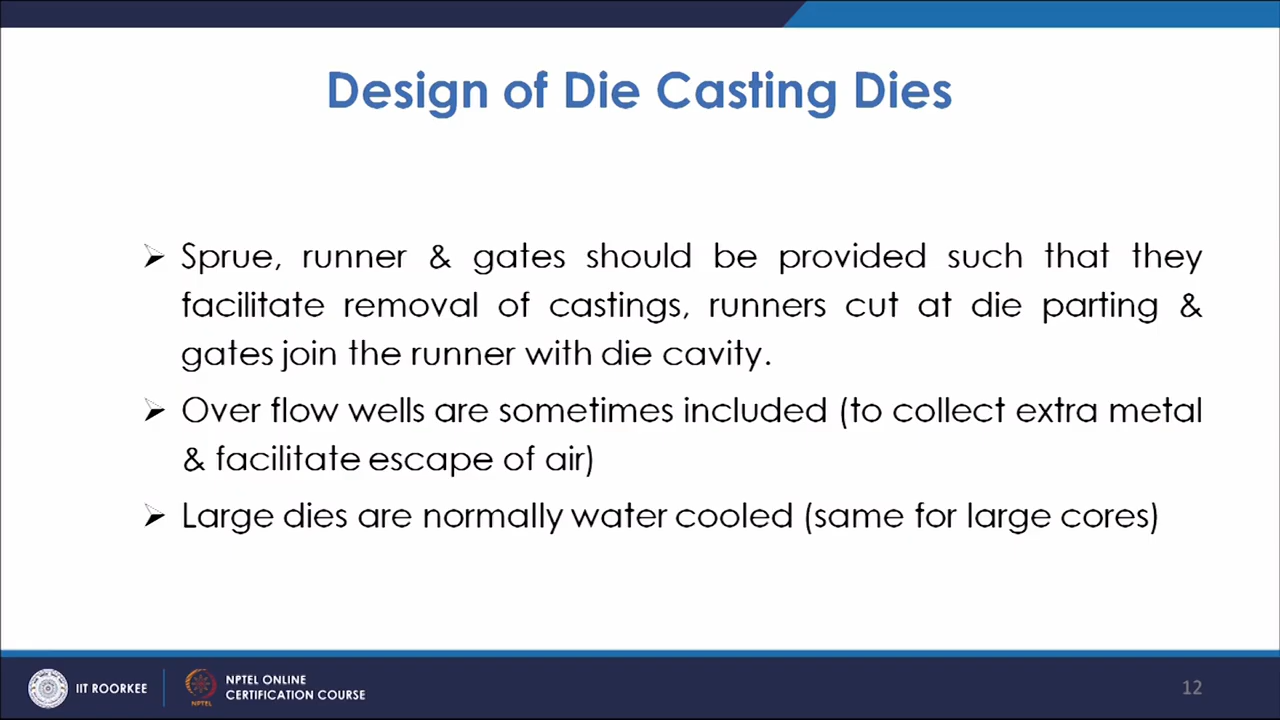 Design of Die Casting Dies
➢ Sprue, runner & gates should be provided such that they
facilitate removal of castings, runners cut at die parting &
gates join the runner with die cavity.
➢ Over flow wells are sometimes included (to collect extra metal
& facilitate escape of air)
➢ Large dies are normally water cooled (same for large cores)
IIT ROORKEE
NPTEL
NPTEL ONLINE
CERTIFICATION COURSE
12